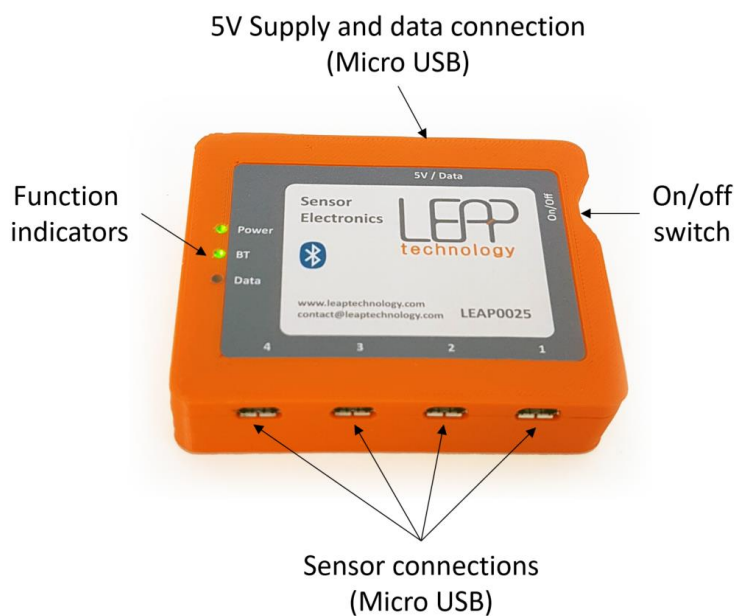 5V Supply and data connection
(Micro USB)
Function
indicators
On/off
switch
5V / Data
On/Off
Sensor
Electronics
LEAP
technology
Power
BT
Data
www.leaptechnology.com
contact@leaptechnology.com
LEAP0025
4 3 2 1
Sensor connections
(Micro USB)